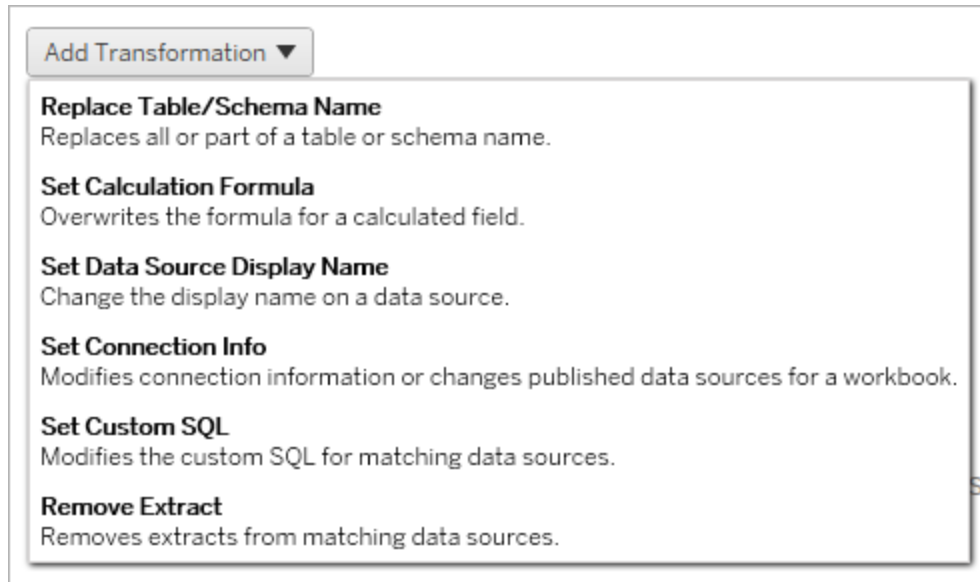 Add Transformation ▼
Replace Table/Schema Name
Replaces all or part of a table or schema name.
Set Calculation Formula
Overwrites the formula for a calculated field.
Set Data Source Display Name
Change the display name on a data source.
Set Connection Info
Modifies connection information or changes published data sources for a workbook.
Set Custom SQL
Modifies the custom SQL for matching data sources.
Remove Extract
Removes extracts from matching data sources.